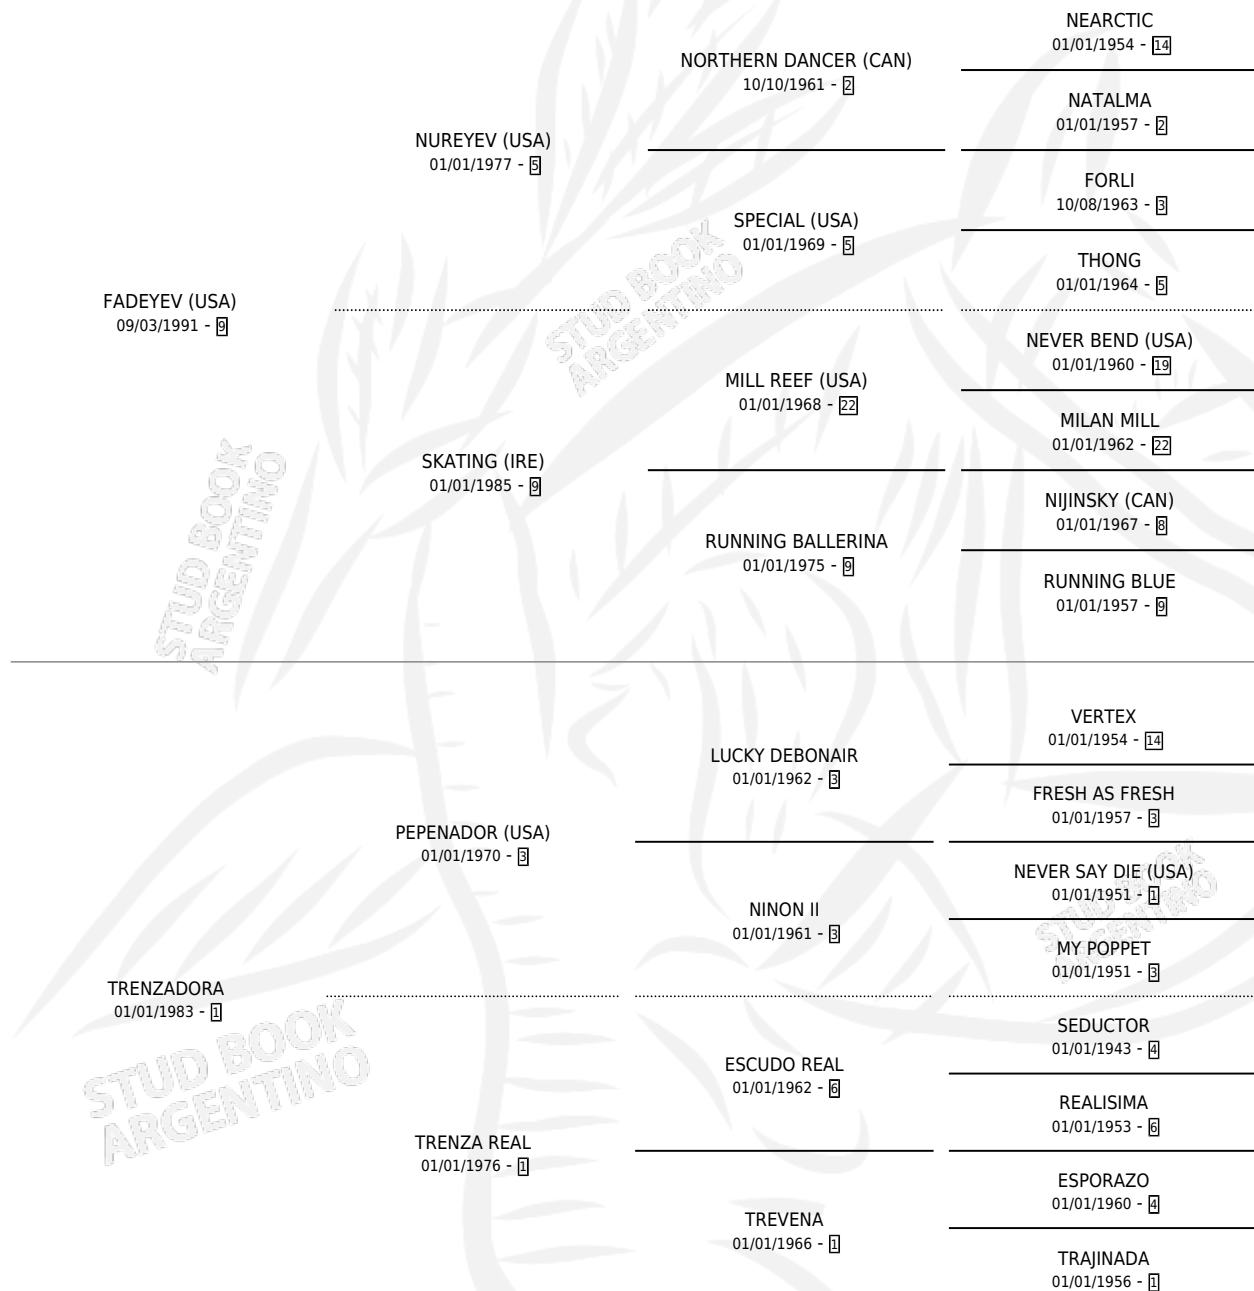 NEARCTIC
01/01/1954 - 14
NORTHERN DANCER (CAN)
10/10/1961 - 2
NATALMA
01/01/1957 - 2
NUREYEV (USA)
01/01/1977 - 5
FORLI
10/08/1963 - 3
SPECIAL (USA)
01/01/1969 - 5
THONG
01/01/1964 - 5
FADEYEV (USA)
09/03/1991 - 9
NEVER BEND (USA)
01/01/1960 - 19
MILL REEF (USA)
01/01/1968 - 22
MILAN MILL
01/01/1962 - 22
SKATING (IRE)
01/01/1985 - 9
NIJINSKY (CAN)
01/01/1967 - 8
RUNNING BALLERINA
01/01/1975 - 9
RUNNING BLUE
01/01/1957 - 9
VERTEX
01/01/1954 - 14
LUCKY DEBONAIR
01/01/1962 - 3
FRESH AS FRESH
01/01/1957 - 3
PEPENADOR (USA)
01/01/1970 - 3
NEVER SAY DIE (USA)
01/01/1951 - 1
NINON II
01/01/1961 - 3
MY POPPET
01/01/1951 - 3
TRENZADORA
01/01/1983 - 1
SEDUCTOR
01/01/1943 - 4
ESCUDO REAL
01/01/1962 - 6
REALISIMA
01/01/1953 - 6
TRENZA REAL
01/01/1976 - 1
ESPORAZO
01/01/1960 - 4
TREVENA
01/01/1966 - 1
TRAJINADA
01/01/1956 - 1
STUD BOOK
ARGENTINO
STUD BOOK
ARGENTINO
STUD BOOK
ARGENTINO
STUD BOOK
ARGENTINO